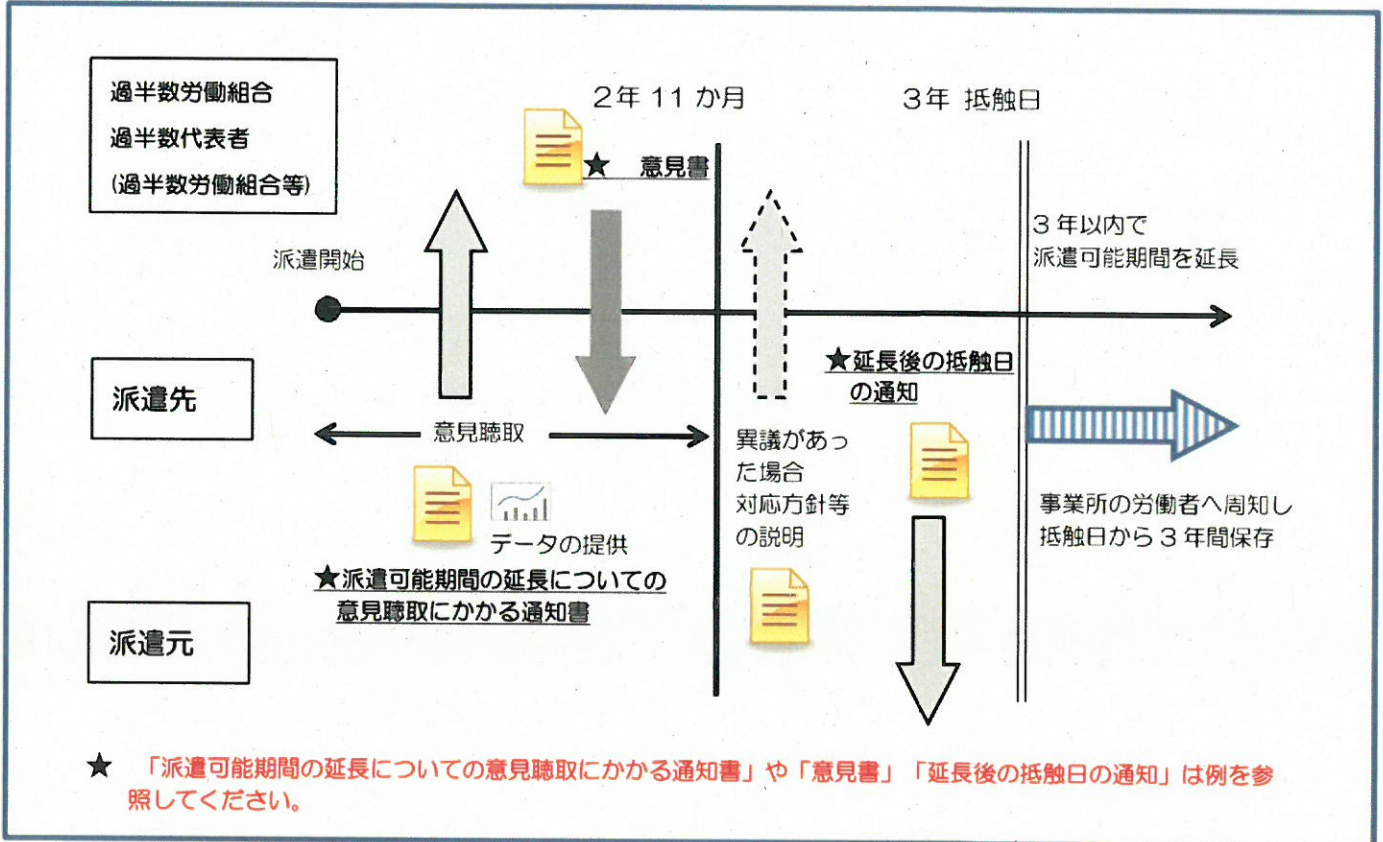 過半数労働組合
過半数代表者
(過半数労働組合等)
2年 11 か月
3年 抵触日
★ 意見書
派遣開始
3 年以内で
派遣可能期間を延長
派遣先
★延長後の抵触日
の通知
意見聴取
異議があっ
た場合
対応方針等
の説明
データの提供
事業所の労働者へ周知し
抵触日から 3 年間保存
★派遣可能期間の延長についての
意見聴取にかかる通知書
派遣元
★ 「派遣可能期間の延長についての意見聴取にかかる通知書」や「意見書」「延長後の抵触日の通知」は例を参
照してください。